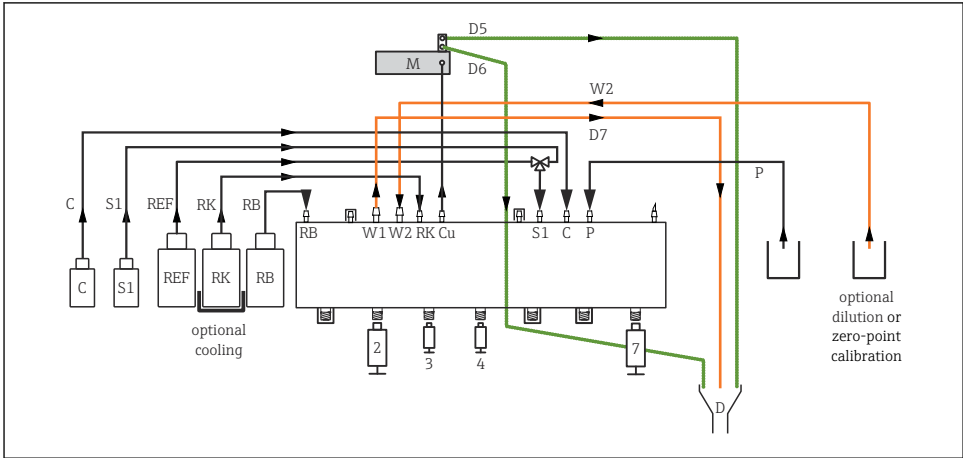 D5
M
D6
W2
D7
P
C
S1
REF
RK
RB
RB
W1
W2
RK
Cu
S1
C
P
C
S1
REF
RK
RB
optional
cooling
optional
dilution or
zero-point
calibration
2
3
4
7
D